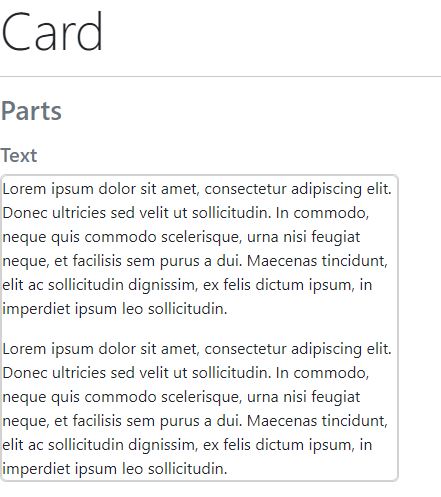 Card
Parts
Text
Lorem ipsum dolor sit amet, consectetur adipiscing elit.
Donec ultricies sed velit ut sollicitudin. In commodo,
neque quis commodo scelerisque, urna nisi feugiat
neque, et facilisis sem purus a dui. Maecenas tincidunt,
elit ac sollicitudin dignissim, ex felis dictum ipsum, in
imperdiet ipsum leo sollicitudin.
Lorem ipsum dolor sit amet, consectetur adipiscing elit.
Donec ultricies sed velit ut sollicitudin. In commodo,
neque quis commodo scelerisque, urna nisi feugiat
neque, et facilisis sem purus a dui. Maecenas tincidunt,
elit ac sollicitudin dignissim, ex felis dictum ipsum, in
imperdiet ipsum leo sollicitudin.